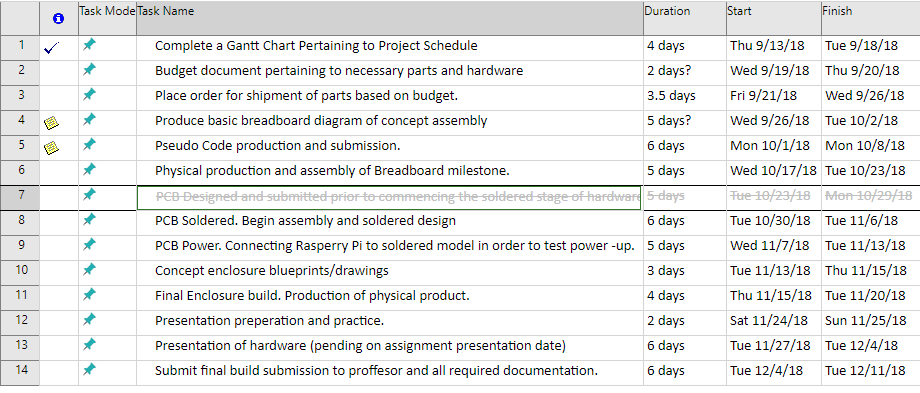 Task Mode Task Name Duration Start Finish
1 Complete a Gantt Chart Pertaining to Project Schedule 4 days Thu 9/13/18 Tue 9/18/18
2 Budget document pertaining to necessary parts and hardware 2 days? Wed 9/19/18 Thu 9/20/18
3 Place order for shipment of parts based on budget. 3.5 days Fri 9/21/18 Wed 9/26/18
4 Produce basic breadboard diagram of concept assembly 5 days? Wed 9/26/18 Tue 10/2/18
5 Pseudo Code production and submission. 6 days Mon 10/1/18 Mon 10/8/18
6 Physical production and assembly of Breadboard milestone. 5 days Wed 10/17/18 Tue 10/23/18
7 PCB Designed and submitted prior to commencing the soldered stage of hardware 5 days Tue 10/23/18 Mon 10/29/18
8 PCB Soldered. Begin assembly and soldered design 6 days Tue 10/30/18 Tue 11/6/18
9 PCB Power. Connecting Rasperry Pi to soldered model in order to test power -up. 5 days Wed 11/7/18 Tue 11/13/18
10 Concept enclosure blueprints/drawings 3 days Tue 11/13/18 Thu 11/15/18
11 Final Enclosure build. Production of physical product. 4 days Thu 11/15/18 Tue 11/20/18
12 Presentation preperation and practice. 2 days Sat 11/24/18 Sun 11/25/18
13 Presentation of hardware (pending on assignment presentation date) 6 days Tue 11/27/18 Tue 12/4/18
14 Submit final build submission to proffesor and all required documentation. 6 days Tue 12/4/18 Tue 12/11/18